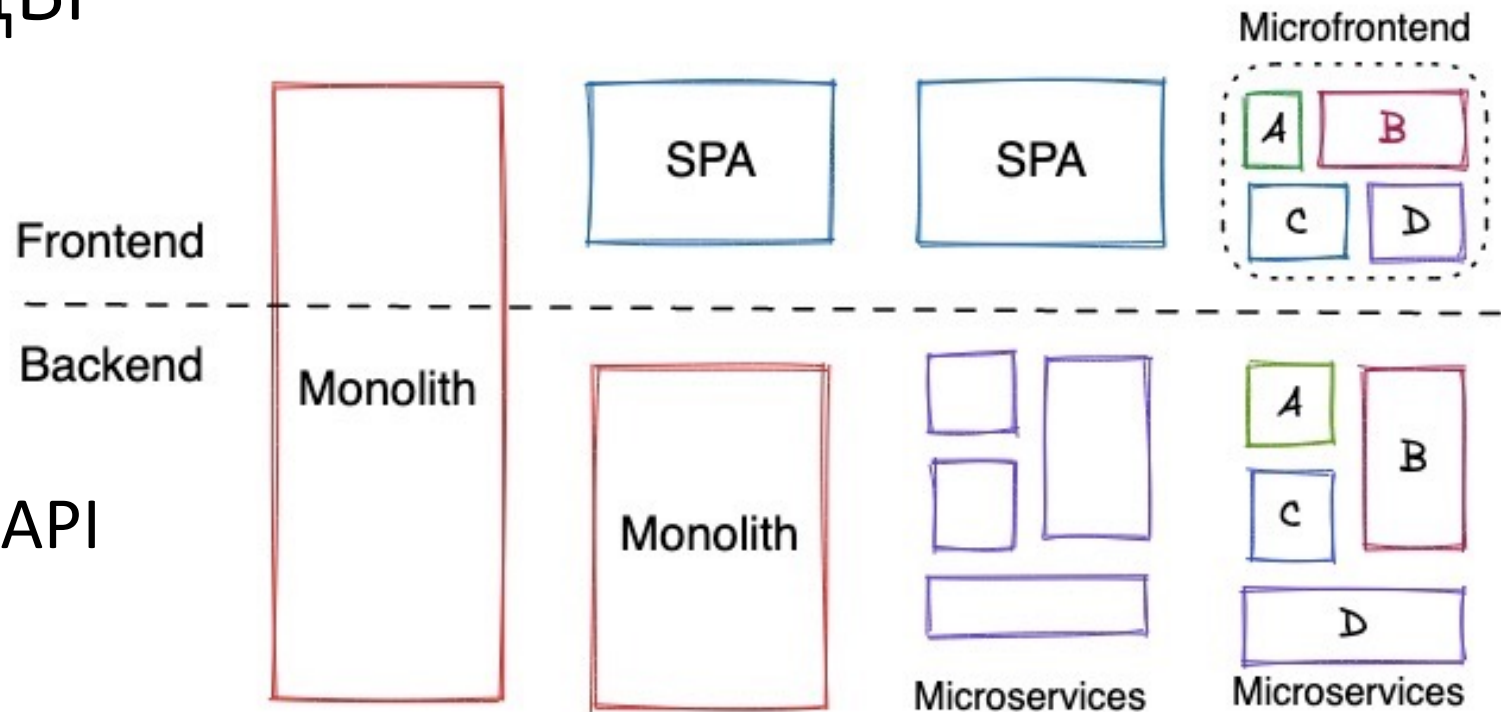 Microfrontend
A
B
SPA
SPA
C
D
Frontend
Backend
Monolith
A
B
API
C
Monolith
D
Microservices
Microservices